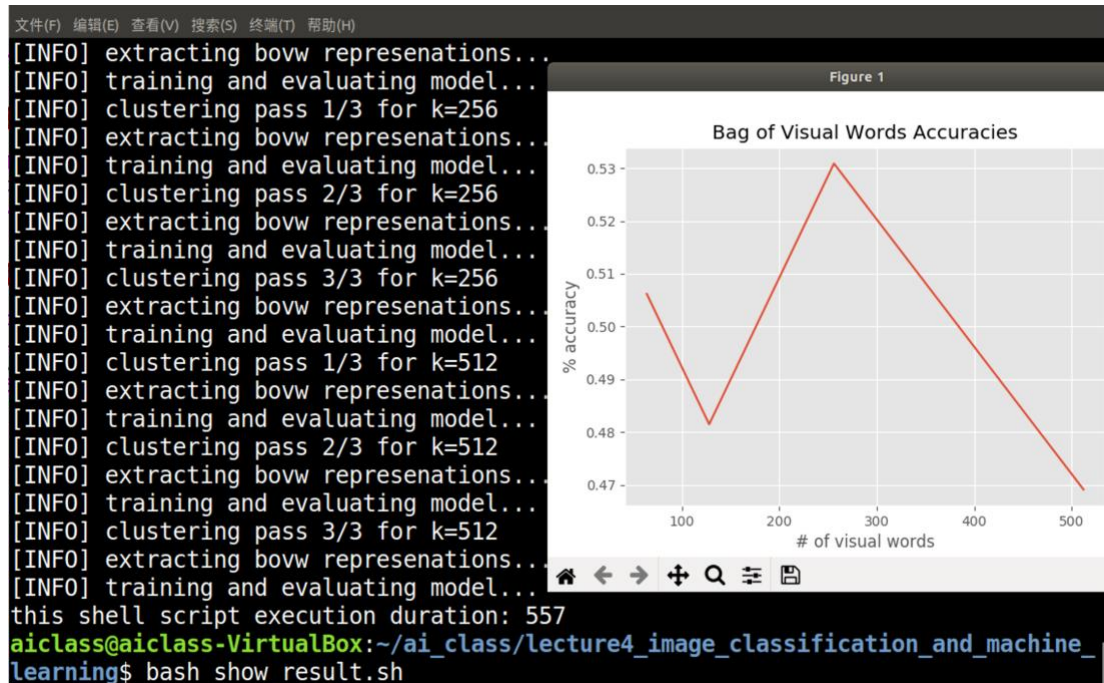 文件(F) 编辑(E) 查看(V) 搜索(S) 终端(T) 帮助(H)
[INFO] extracting bovw represenations...
[INFO] training and evaluating model...
[INFO] clustering pass 1/3 for k=256
[INFO] extracting bovw represenations...
[INFO] training and evaluating model...
[INFO] clustering pass 2/3 for k=256
[INFO] extracting bovw represenations...
[INFO] training and evaluating model...
[INFO] clustering pass 3/3 for k=256
[INFO] extracting bovw represenations...
[INFO] training and evaluating model...
[INFO] clustering pass 1/3 for k=512
[INFO] extracting bovw represenations...
[INFO] training and evaluating model...
[INFO] clustering pass 2/3 for k=512
[INFO] extracting bovw represenations...
[INFO] training and evaluating model...
[INFO] clustering pass 3/3 for k=512
[INFO] extracting bovw represenations...
[INFO] training and evaluating model...
this shell script execution duration: 557
aiclass@aiclass-VirtualBox:~/ai_class/lecture4_image_classification_and_machine_
learning$ bash show_result.sh
Figure 1
Bag of Visual Words Accuracies
0.53
0.52
0.51
0.50
0.49
0.48
0.47
% accuracy
100 200 300 400 500
# of visual words